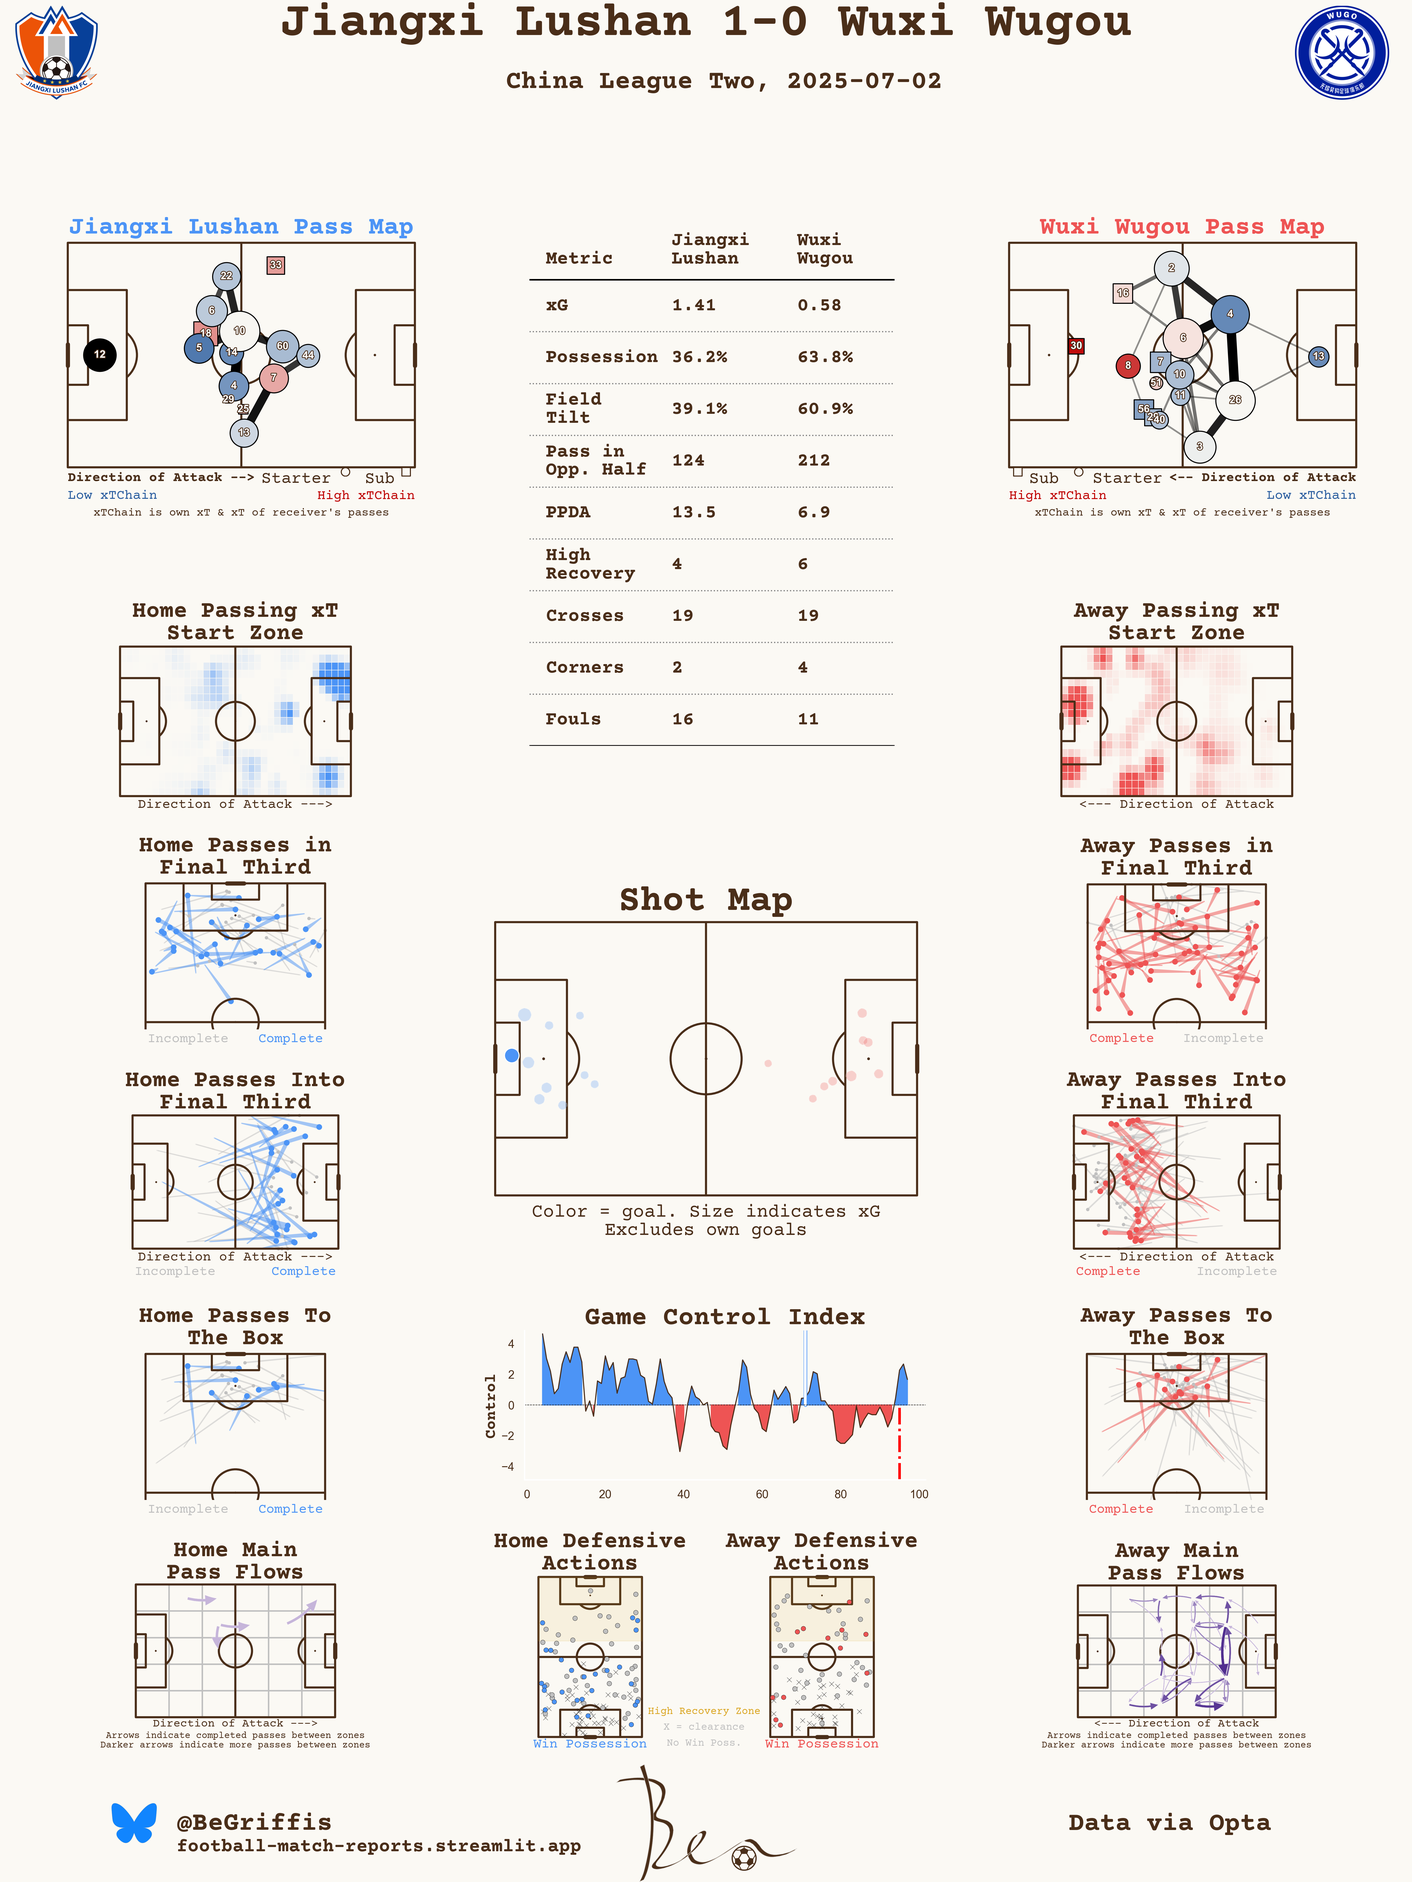 Jiangxi Lushan 1-0 Wuxi Wugou
China League Two, 2025-07-02
JIANGXI LUSHAN FC
WUGO
Jiangxi Lushan Pass Map
33
22
6
10
18
5
14
60
44
12
7
4
29
25
13
Direction of Attack --> Starter Sub
Low xTChain High xTChain
xTChain is own xT & xT of receiver's passes
Metric Jiangxi Lushan Wuxi Wugou
xG 1.41 0.58
Possession 36.2% 63.8%
Field Tilt 39.1% 60.9%
Pass in Opp. Half 124 212
PPDA 13.5 6.9
High Recovery 4 6
Crosses 19 19
Corners 2 4
Fouls 16 11
Wuxi Wugou Pass Map
2
16
4
6
30
13
8
7
10
51
11
26
56
40
3
Sub Starter <-- Direction of Attack
High xTChain Low xTChain
xTChain is own xT & xT of receiver's passes
Home Passing xT
Start Zone
Direction of Attack --->
Away Passing xT
Start Zone
<--- Direction of Attack
Home Passes in
Final Third
Incomplete Complete
Away Passes in
Final Third
Complete Incomplete
Shot Map
Color = goal. Size indicates xG
Excludes own goals
Home Passes Into
Final Third
Direction of Attack --->
Incomplete Complete
Away Passes Into
Final Third
<--- Direction of Attack
Complete Incomplete
Home Passes To
The Box
Incomplete Complete
Game Control Index
Control
4
2
0
−2
−4
0 20 40 60 80 100
Away Passes To
The Box
Complete Incomplete
Home Main
Pass Flows
Direction of Attack --->
Arrows indicate completed passes between zones
Darker arrows indicate more passes between zones
Home Defensive
Actions
Win Possession
High Recovery Zone
X = clearance
No Win Poss.
Away Defensive
Actions
Win Possession
Away Main
Pass Flows
<--- Direction of Attack
Arrows indicate completed passes between zones
Darker arrows indicate more passes between zones
@BeGriffis
football-match-reports.streamlit.app
Ben
Data via Opta